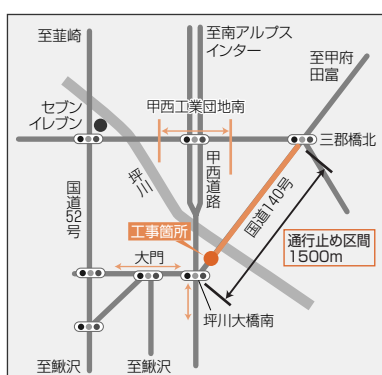 至韮崎
至南アルプス
インター
至甲府
田富
セブン
イレブン
甲西工業団地南
三郡橋北
坪川
甲西道路
国道52号
国道140号
工事箇所
通行止め区間
1500m
大門
坪川大橋南
至鰍沢
至鰍沢